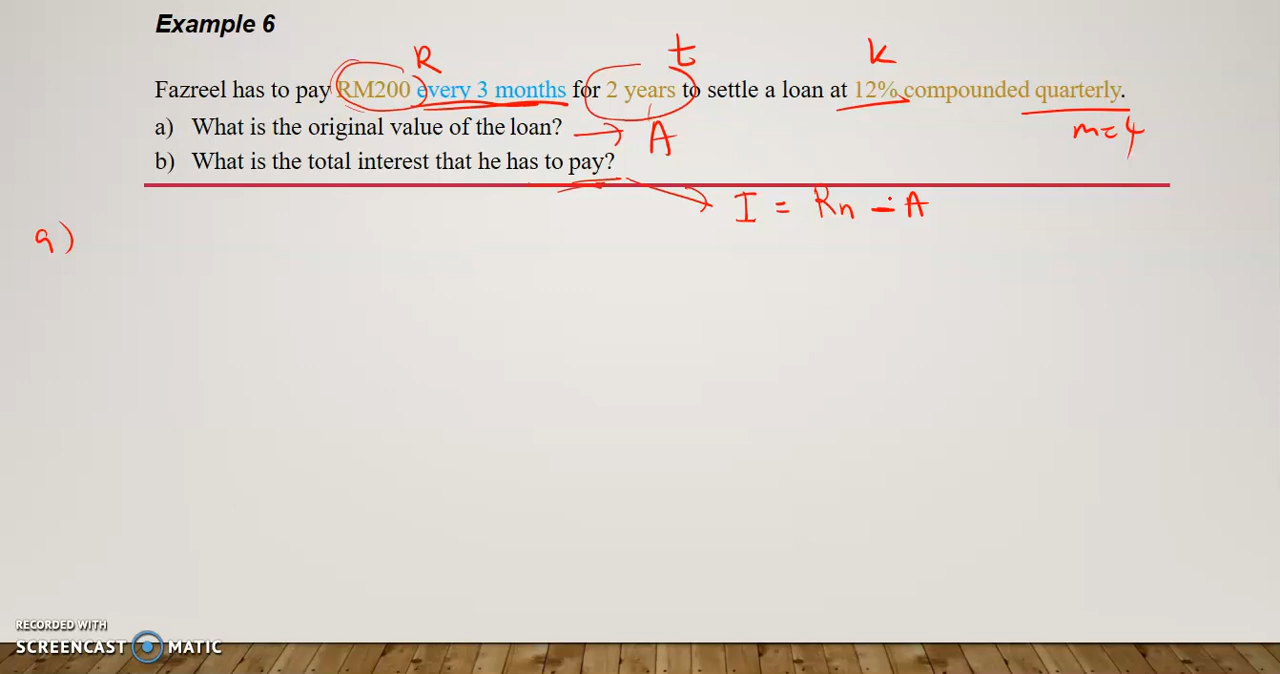 Example 6
R t k
Fazreel has to pay RM200 every 3 months for 2 years to settle a loan at 12% compounded quarterly.
a) What is the original value of the loan? A m=4
b) What is the total interest that he has to pay?
I = Rn - A
a)
RECORDED WITH
SCREENCAST MATIC